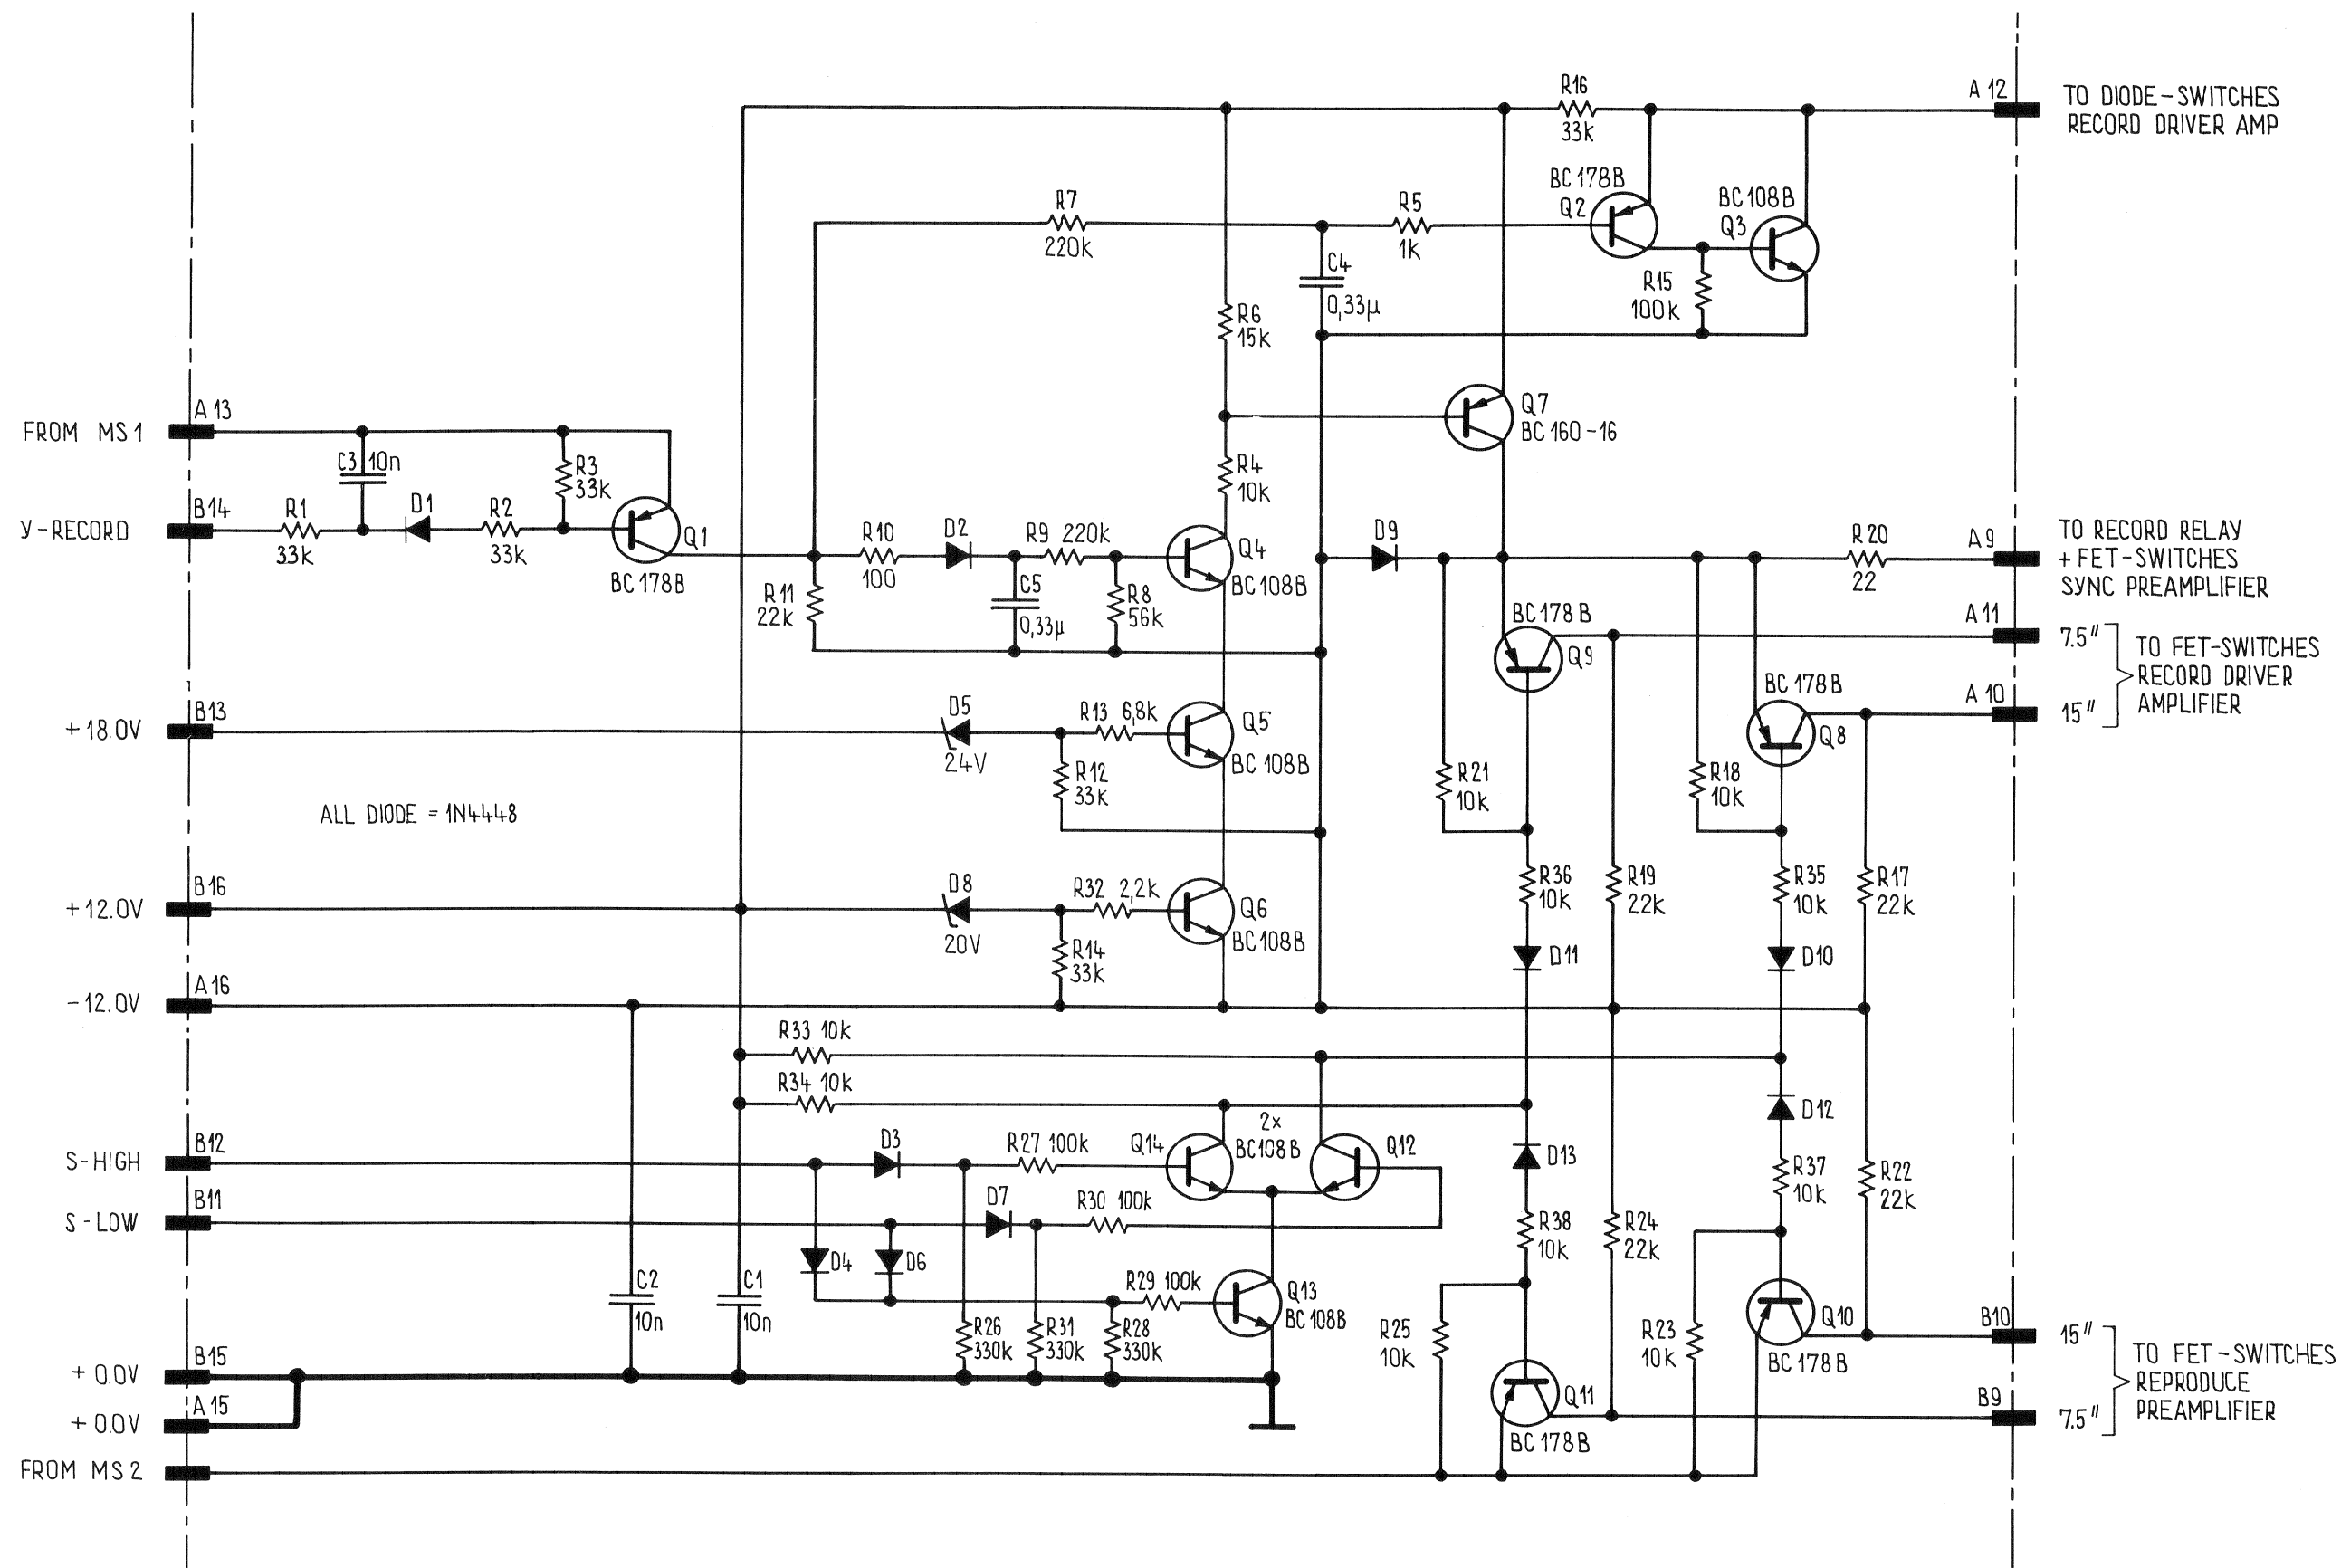 R16
33k
A 12
TO DIODE-SWITCHES
RECORD DRIVER AMP
BC 178B
Q2
BC 108B
Q3
R7
220k
R5
1k
C4
0,33µ
R15
100k
R6
15k
FROM MS 1
A 13
C3 10n
R3
33k
Q7
BC 160-16
R4
10k
Y-RECORD
B14
R1
33k
D1
R2
33k
Q1
BC 178B
R10
100
D2
R9 220k
Q4
BC 108B
R11
22k
C5
0,33µ
R8
56k
D9
R20
22
A 9
TO RECORD RELAY
+ FET-SWITCHES
SYNC PREAMPLIFIER
BC 178 B
Q9
A 11
7.5"
TO FET-SWITCHES
RECORD DRIVER
AMPLIFIER
BC 178 B
Q8
A 10
15"
+18.0V
B13
D5
24V
R13 6,8k
Q5
BC 108B
R12
33k
R21
10k
R18
10k
ALL DIODE = 1N4448
+12.0V
B16
D8
20V
R32 2,2k
Q6
BC 108B
R14
33k
R36
10k
R19
22k
R35
10k
R17
22k
D11
D10
-12.0V
A 16
R33 10k
R34 10k
S-HIGH
B12
D3
R27 100k
Q14
2x
BC108B
Q12
D13
D12
R37
10k
R22
22k
S-LOW
B11
D7
R30 100k
D4
D6
R38
10k
R24
22k
C2
10n
C1
10n
R29 100k
Q13
BC 108B
R26
330k
R31
330k
R28
330k
R25
10k
R23
10k
Q10
BC 178 B
B10
15"
TO FET-SWITCHES
REPRODUCE
PREAMPLIFIER
+ 0.0V
B15
+ 0.0V
A 15
Q11
BC 178 B
B9
7.5"
FROM MS 2